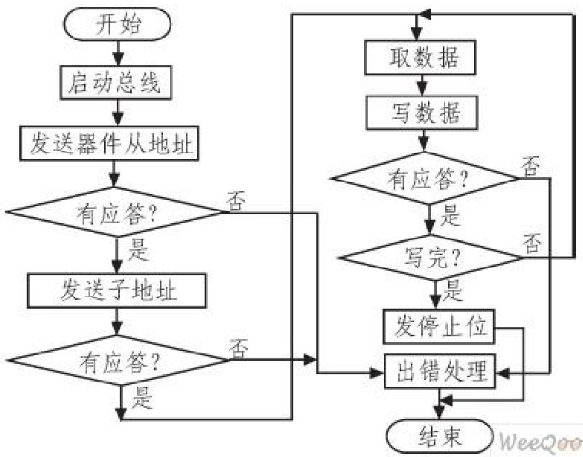 开始
启动总线
发送器件从地址
有应答?
否
是
发送子地址
有应答?
否
是
取数据
写数据
有应答?
否
是
写完?
否
是
发停止位
出错处理
结束
WeeQoo